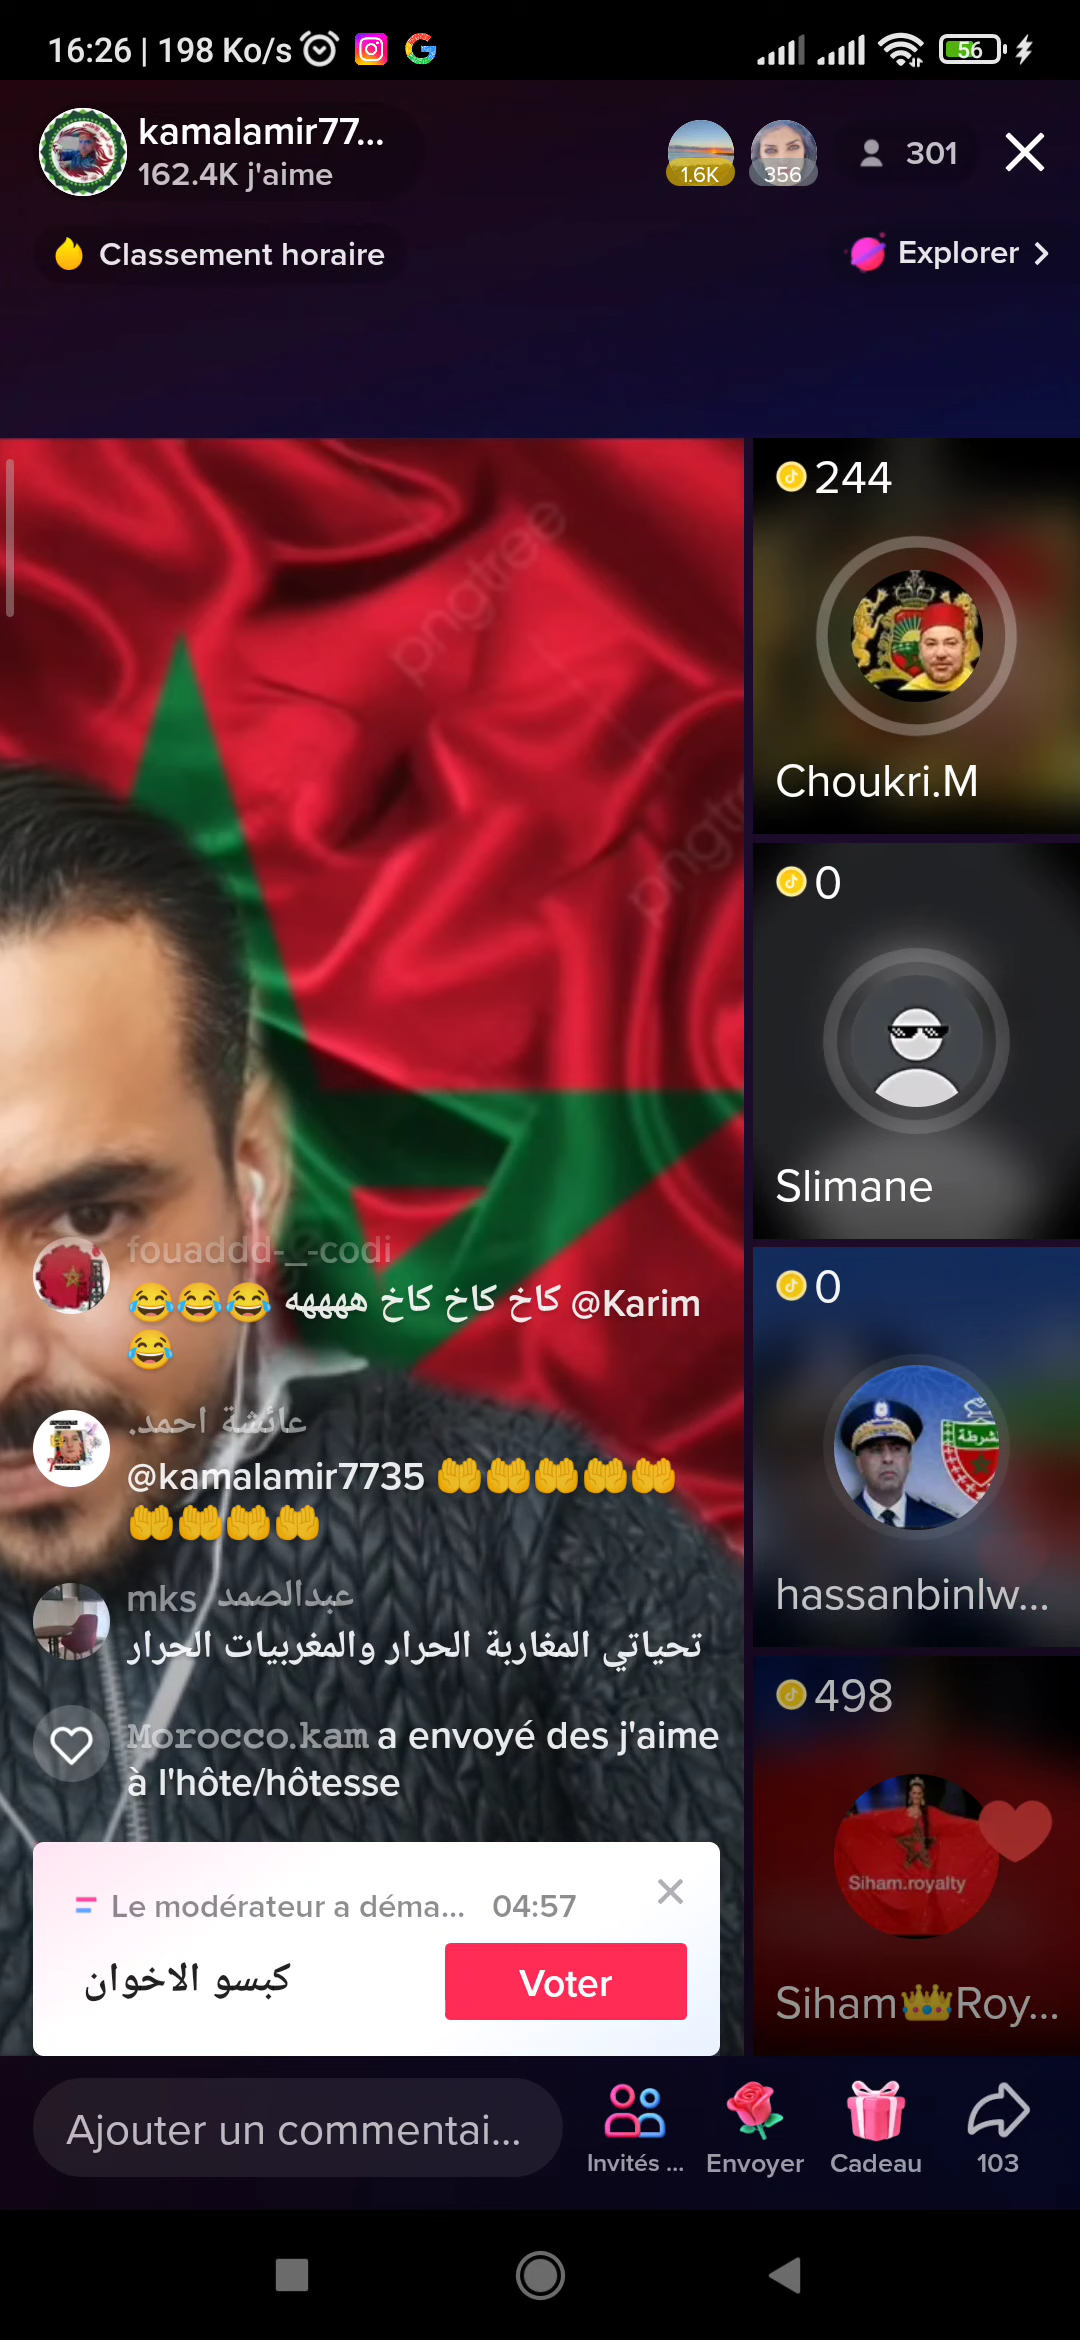 16:26 | 198 Ko/s
56
kamalamir77...
162.4K j'aime
1.6K
356
301
Classement horaire
Explorer
pngtree
244
Choukri.M
0
Slimane
fouaddd-_-codi
@Karim كاخ كاخ كاخ ههههه 😂😂😂
😂
عائشة احمد.
@kamalamir7735 🤲🤲🤲🤲🤲
🤲🤲🤲🤲
mks عبدالصمد
تحياتي المغاربة الحرار والمغربيات الحرار
Morocco.kam a envoyé des j'aime
à l'hôte/hôtesse
0
hassanbinlw...
498
Siham.royalty
Siham👑Roy...
Le modérateur a déma... 04:57
كبسو الاخوان
Voter
Ajouter un commentai...
Invités ...
Envoyer
Cadeau
103